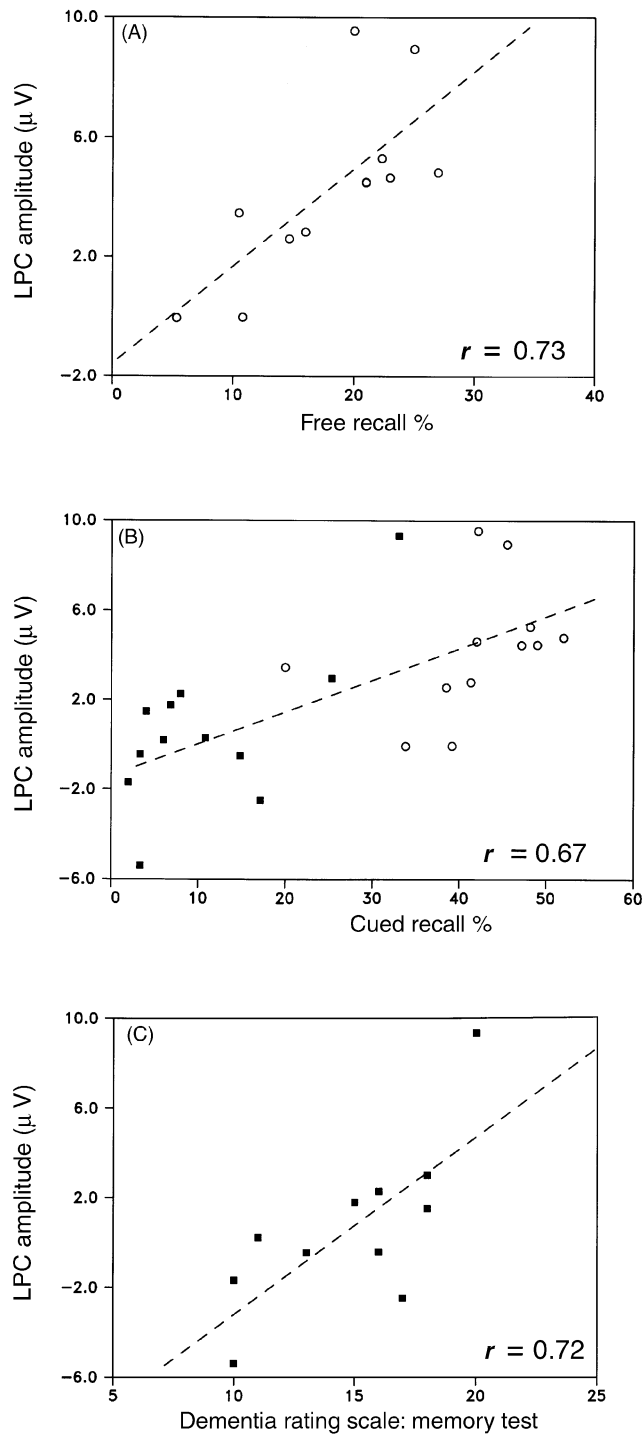 (A)
10.0
6.0
2.0
−2.0
LPC amplitude (μ V)
r = 0.73
0 10 20 30 40
Free recall %
(B)
10.0
6.0
2.0
−2.0
−6.0
LPC amplitude (μ V)
r = 0.67
0 10 20 30 40 50 60
Cued recall %
(C)
10.0
6.0
2.0
−2.0
−6.0
LPC amplitude (μ V)
r = 0.72
5 10 15 20 25
Dementia rating scale: memory test